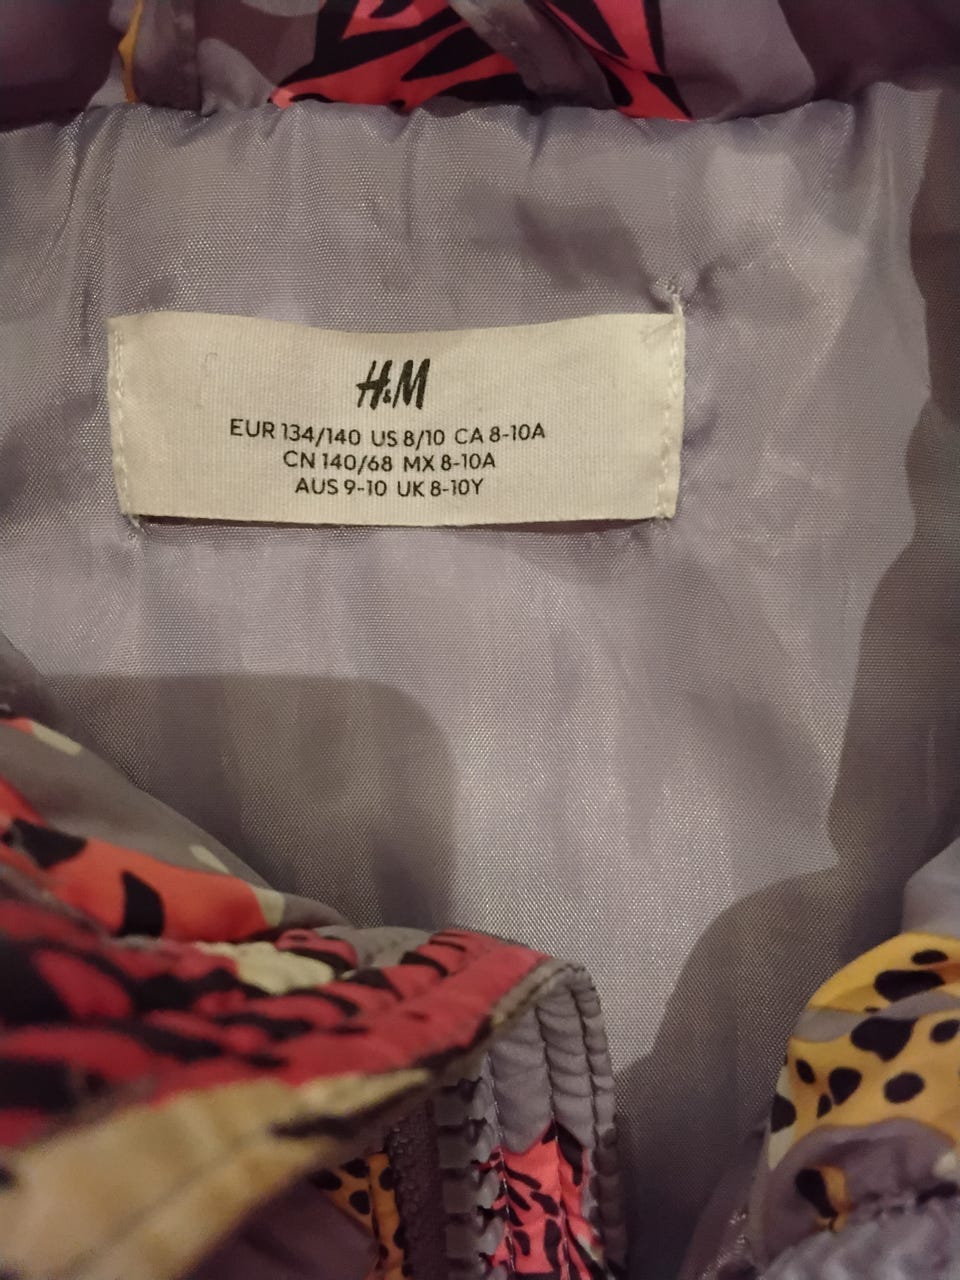 H&M
EUR 134/140 US 8/10 CA 8-10A
CN 140/68 MX 8-10A
AUS 9-10 UK 8-10Y